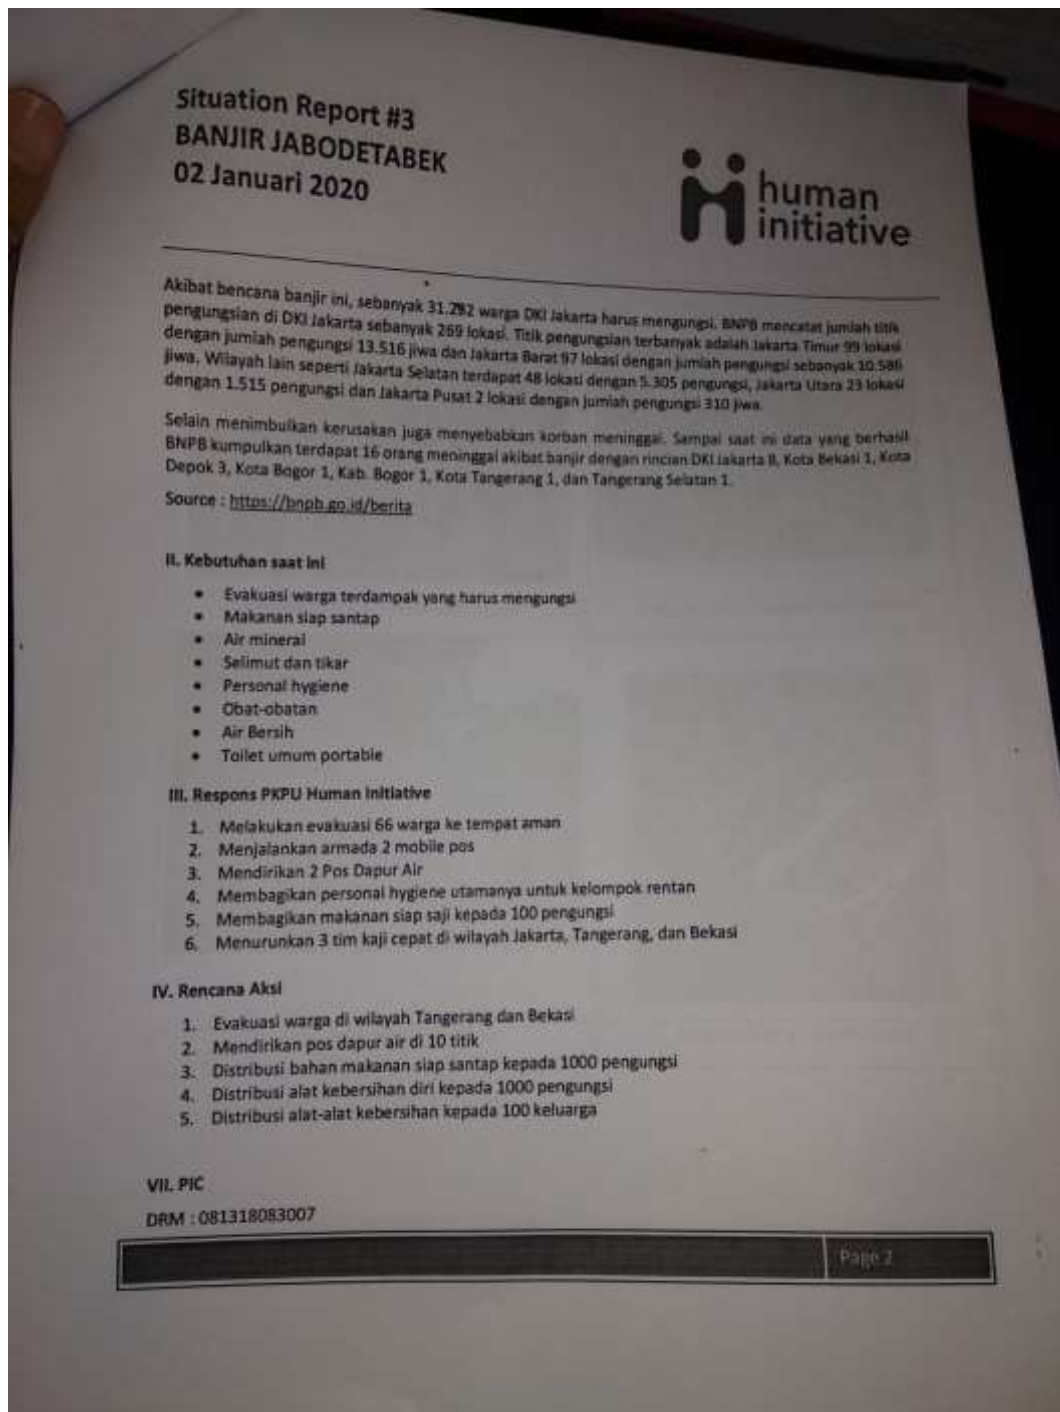 Situation Report #3
BANJIR JABODETABEK
02 Januari 2020
human
initiative
Akibat bencana banjir ini, sebanyak 31.232 warga DKI Jakarta harus mengungsi. BNPB mencatat jumlah titik
pengungsian di DKI Jakarta sebanyak 269 lokasi. Titik pengungsian terbanyak adalah Jakarta Timur 99 lokasi
dengan jumlah pengungsi 13.516 jiwa dan Jakarta Barat 97 lokasi dengan jumlah pengungsi sebanyak 10.586
jiwa. Wilayah lain seperti Jakarta Selatan terdapat 48 lokasi dengan 5.305 pengungsi, Jakarta Utara 23 lokasi
dengan 1.515 pengungsi dan Jakarta Pusat 2 lokasi dengan jumlah pengungsi 310 jiwa.
Selain menimbulkan kerusakan juga menyebabkan korban meninggal. Sampai saat ini data yang berhasil
BNPB kumpulkan terdapat 16 orang meninggal akibat banjir dengan rincian DKI Jakarta 8, Kota Bekasi 1, Kota
Depok 3, Kota Bogor 1, Kab. Bogor 1, Kota Tangerang 1, dan Tangerang Selatan 1.
Source : https://bnpb.go.id/berita
II. Kebutuhan saat ini
• Evakuasi warga terdampak yang harus mengungsi
• Makanan siap santap
• Air mineral
• Selimut dan tikar
• Personal hygiene
• Obat-obatan
• Air Bersih
• Toilet umum portable
III. Respons PKPU Human Initiative
1. Melakukan evakuasi 66 warga ke tempat aman
2. Menjalankan armada 2 mobile pos
3. Mendirikan 2 Pos Dapur Air
4. Membagikan personal hygiene utamanya untuk kelompok rentan
5. Membagikan makanan siap saji kepada 100 pengungsi
6. Menurunkan 3 tim kaji cepat di wilayah Jakarta, Tangerang, dan Bekasi
IV. Rencana Aksi
1. Evakuasi warga di wilayah Tangerang dan Bekasi
2. Mendirikan pos dapur air di 10 titik
3. Distribusi bahan makanan siap santap kepada 1000 pengungsi
4. Distribusi alat kebersihan diri kepada 1000 pengungsi
5. Distribusi alat-alat kebersihan kepada 100 keluarga
VII. PIC
DRM : 081318083007
Page 2